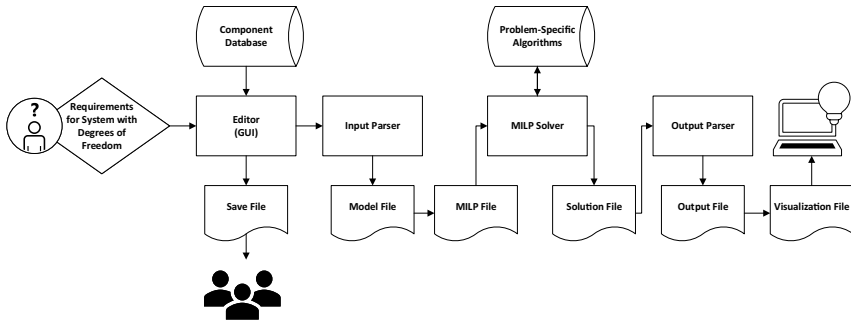 Component
Database
Problem-Specific
Algorithms
?
Requirements
for System with
Degrees of
Freedom
Editor
(GUI)
Input Parser
MILP Solver
Output Parser
Save File
Model File
MILP File
Solution File
Output File
Visualization File